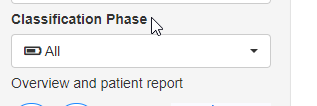 Classification Phase
All
Overview and patient report